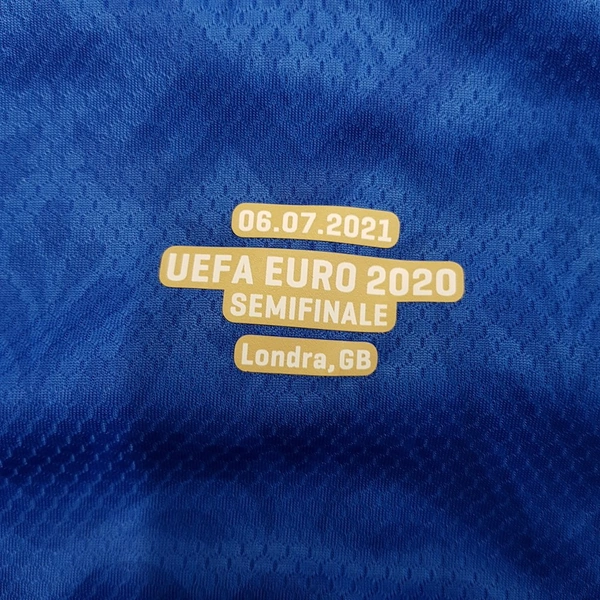 06.07.2021
UEFA EURO 2020
SEMIFINALE
Londra,GB